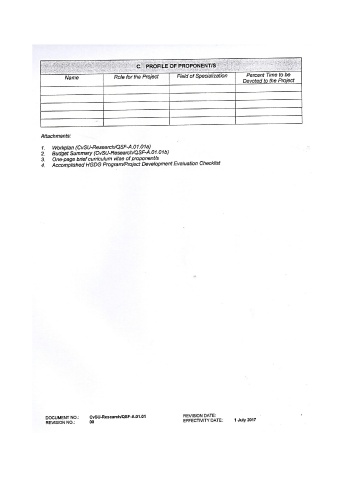 C. PROFILE OF PROPONENT/S
Name Role for the Project Field of Specialization Percent Time to be
Devoted to the Project
Attachments:
1. Workplan (CvSU-Research/QSF-A.01.01a)
2. Budget Summary (CvSU-Research/QSF-A.01.01b)
3. One-page brief curriculum vitae of proponent/s
4. Accomplished HSDG Program/Project Development Evaluation Checklist
DOCUMENT NO.: CvSU-Research/QSF-A.01.01 REVISION DATE:
REVISION NO.: 00 EFFECTIVITY DATE: 1 July 2017